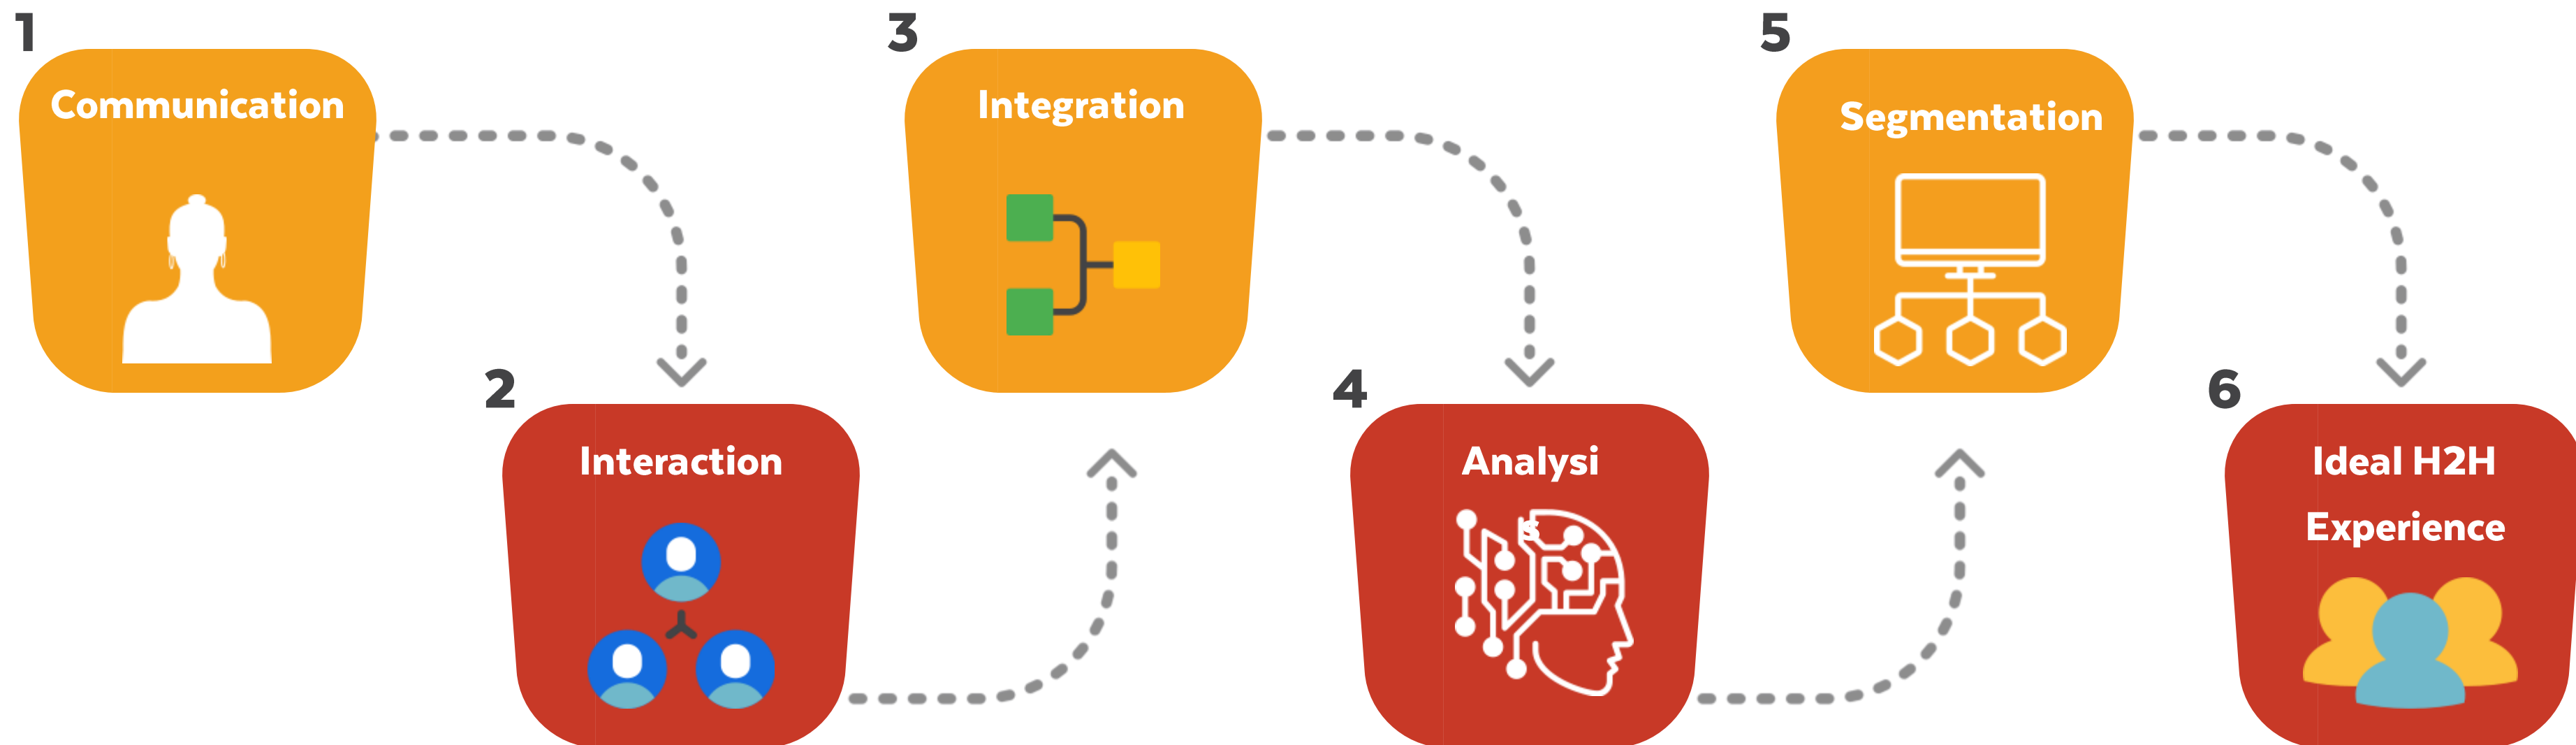 1
Communication
2
Interaction
3
Integration
4
Analysi
s
5
Segmentation
6
Ideal H2H
Experience